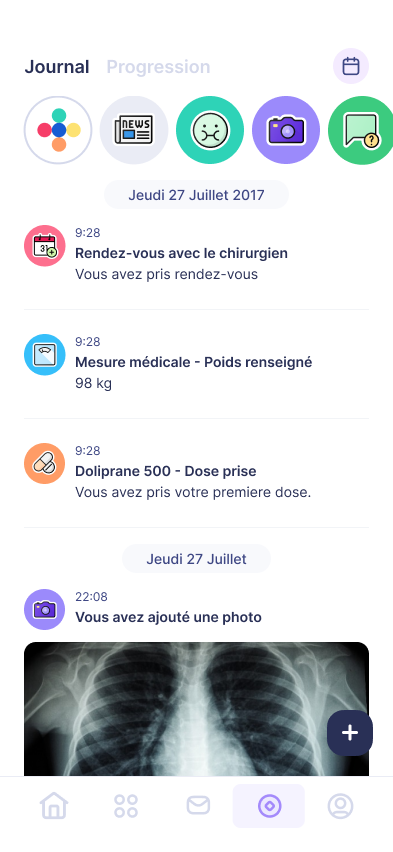 Journal Progression
NEWS
?
Jeudi 27 Juillet 2017
31
9:28
Rendez-vous avec le chirurgien
Vous avez pris rendez-vous
9:28
Mesure médicale - Poids renseigné
98 kg
9:28
Doliprane 500 - Dose prise
Vous avez pris votre premiere dose.
Jeudi 27 Juillet
22:08
Vous avez ajouté une photo